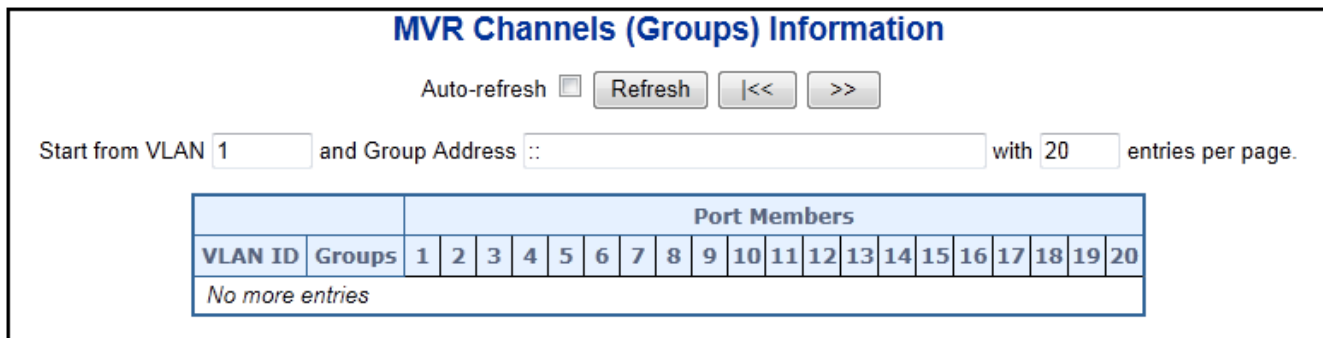 MVR Channels (Groups) Information
Auto-refresh Refresh |<< >>
Start from VLAN 1 and Group Address :: with 20 entries per page.
Port Members
VLAN ID Groups 1 2 3 4 5 6 7 8 9 10 11 12 13 14 15 16 17 18 19 20
No more entries